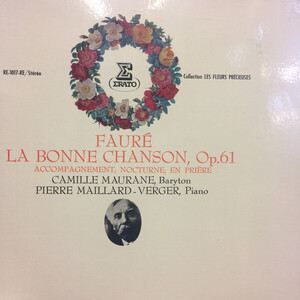 RE-1017-RE/Stéréo
ERATO
Collection LES FLEURS PRÉCIEUSES
FAURÉ
LA BONNE CHANSON, Op.61
ACCOMPAGNEMENT; NOCTURNE; EN PRIÈRE
CAMILLE MAURANE, Baryton
PIERRE MAILLARD-VERGER, Piano